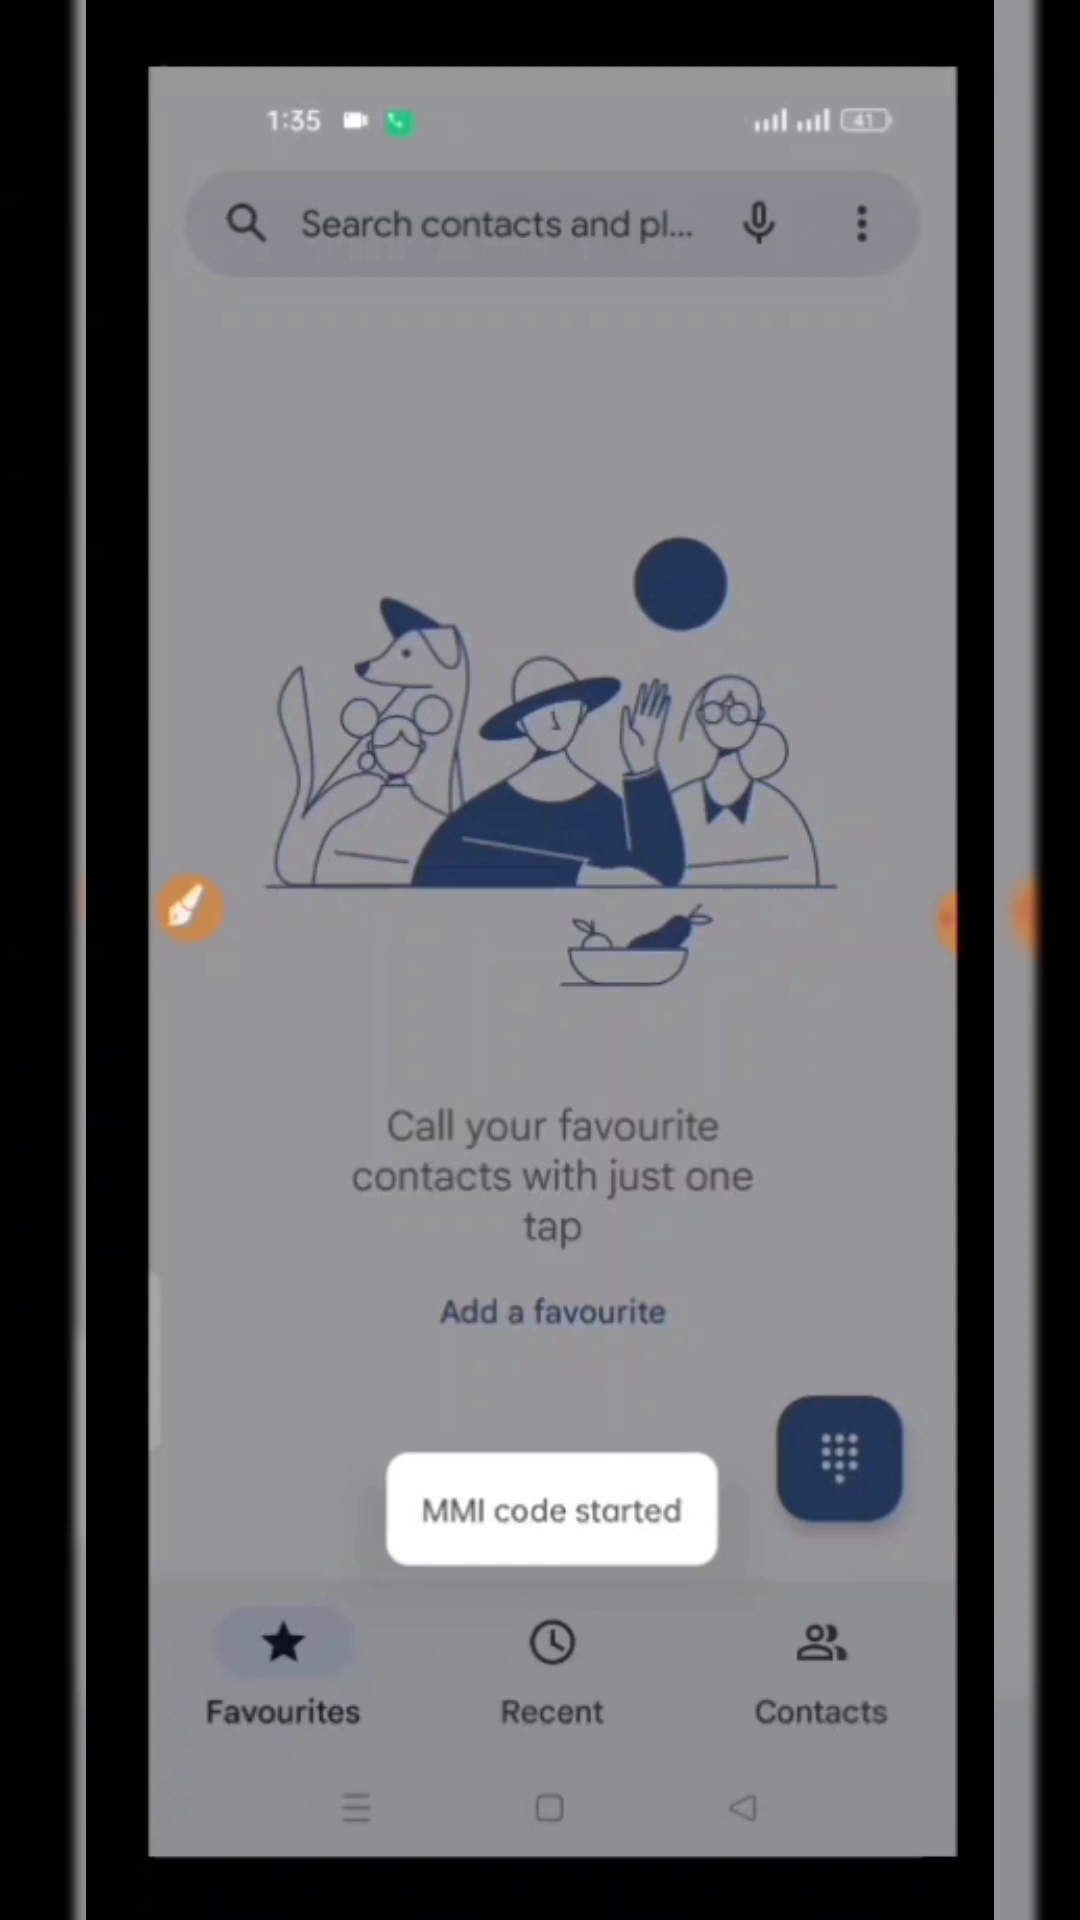 1:35
41
Search contacts and pl...
Call your favourite
contacts with just one
tap
Add a favourite
MMI code started
Favourites
Recent
Contacts